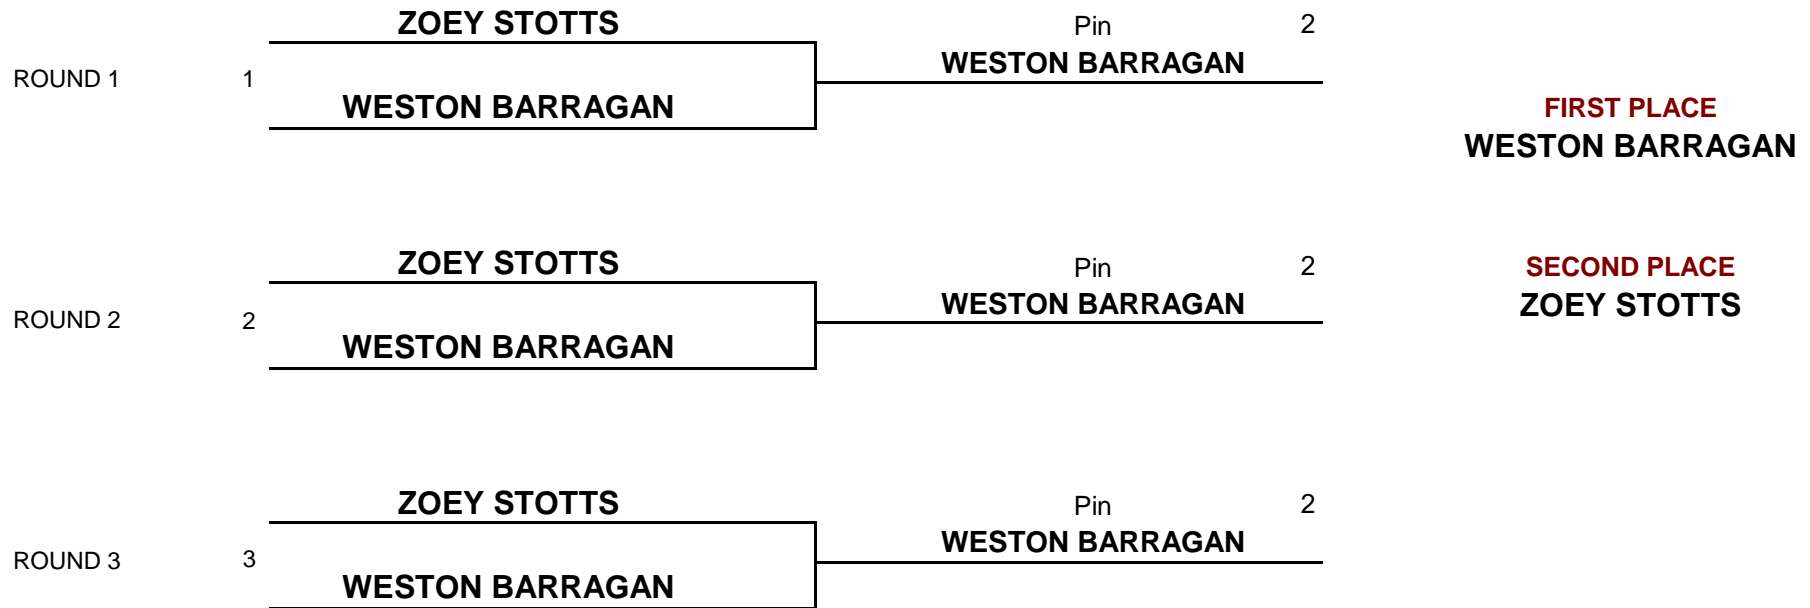 ZOEY STOTTS
Pin 2
WESTON BARRAGAN
ROUND 1 1
WESTON BARRAGAN
FIRST PLACE
WESTON BARRAGAN
ZOEY STOTTS
Pin 2
SECOND PLACE
WESTON BARRAGAN
ZOEY STOTTS
ROUND 2 2
WESTON BARRAGAN
ZOEY STOTTS
Pin 2
WESTON BARRAGAN
ROUND 3 3
WESTON BARRAGAN